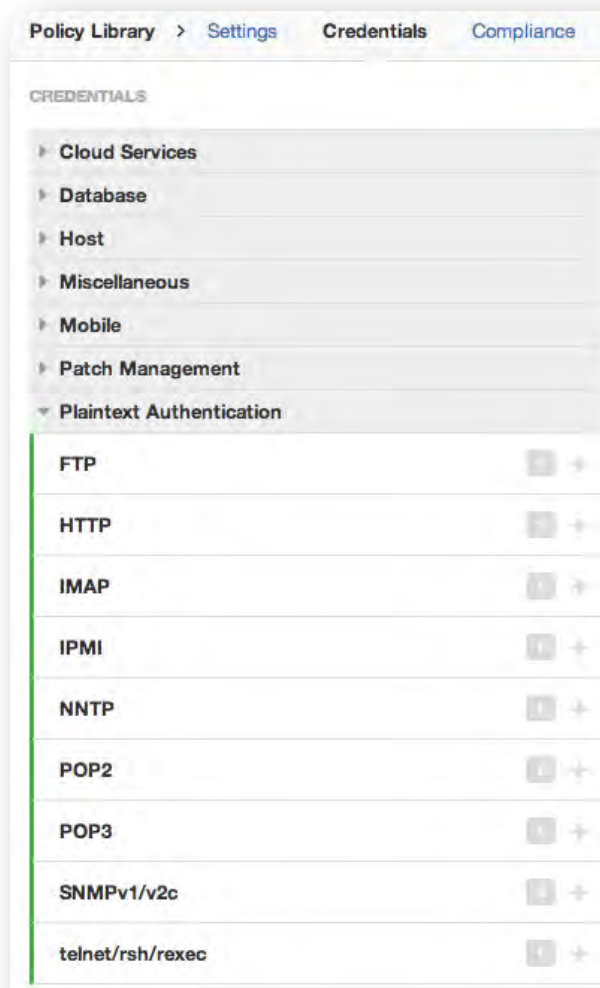 Policy Library > Settings Credentials Compliance
CREDENTIALS
Cloud Services
Database
Host
Miscellaneous
Mobile
Patch Management
Plaintext Authentication
FTP
HTTP
IMAP
IPMI
NNTP
POP2
POP3
SNMPv1/v2c
telnet/rsh/rexec